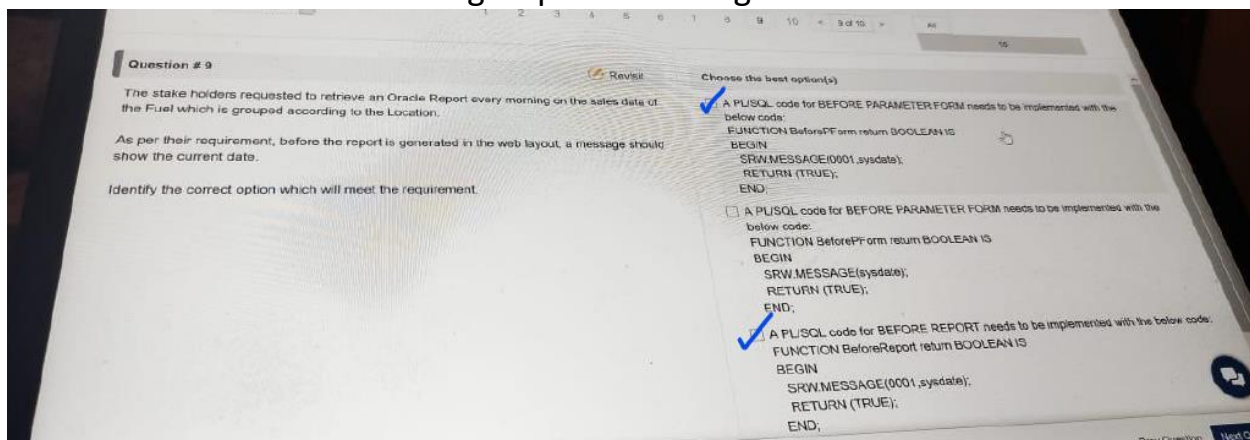 1 2 3 4 5 6 7 8 9 10 9 of 10 All
10
Question # 9
Revisit
The stake holders requested to retrieve an Oracle Report every morning on the sales date of
the Fuel which is grouped according to the Location.
As per their requirement, before the report is generated in the web layout, a message should
show the current date.
Identify the correct option which will meet the requirement.
Choose the best option(s)
A PL/SQL code for BEFORE PARAMETER FORM needs to be implemented with the
below code:
FUNCTION BeforePForm return BOOLEAN IS
BEGIN
SRW.MESSAGE(0001,sysdate);
RETURN (TRUE);
END;
A PL/SQL code for BEFORE PARAMETER FORM needs to be implemented with the
below code:
FUNCTION BeforePForm return BOOLEAN IS
BEGIN
SRW.MESSAGE(sysdate);
RETURN (TRUE);
END;
A PL/SQL code for BEFORE REPORT needs to be implemented with the below code:
FUNCTION BeforeReport return BOOLEAN IS
BEGIN
SRW.MESSAGE(0001,sysdate);
RETURN (TRUE);
END;